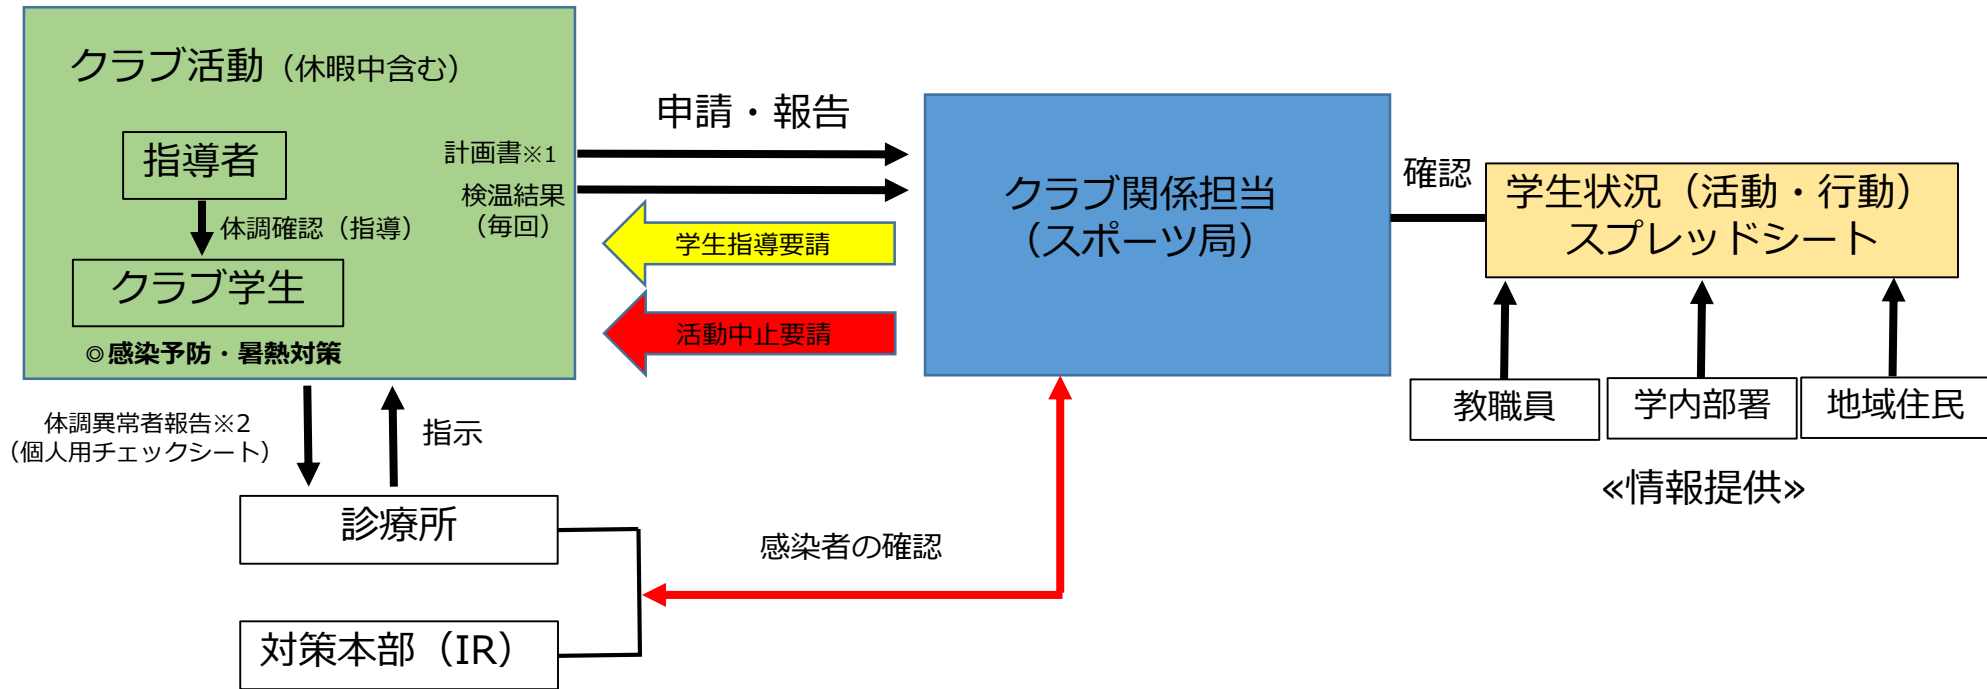 クラブ活動（休暇中含む）
指導者
体調確認（指導）
クラブ学生
◎感染予防・暑熱対策
計画書※1
検温結果
（毎回）
申請・報告
学生指導要請
活動中止要請
クラブ関係担当
（スポーツ局）
確認
学生状況（活動・行動）
スプレッドシート
教職員
学内部署
地域住民
≪情報提供≫
体調異常者報告※2
（個人用チェックシート）
指示
診療所
対策本部（IR）
感染者の確認